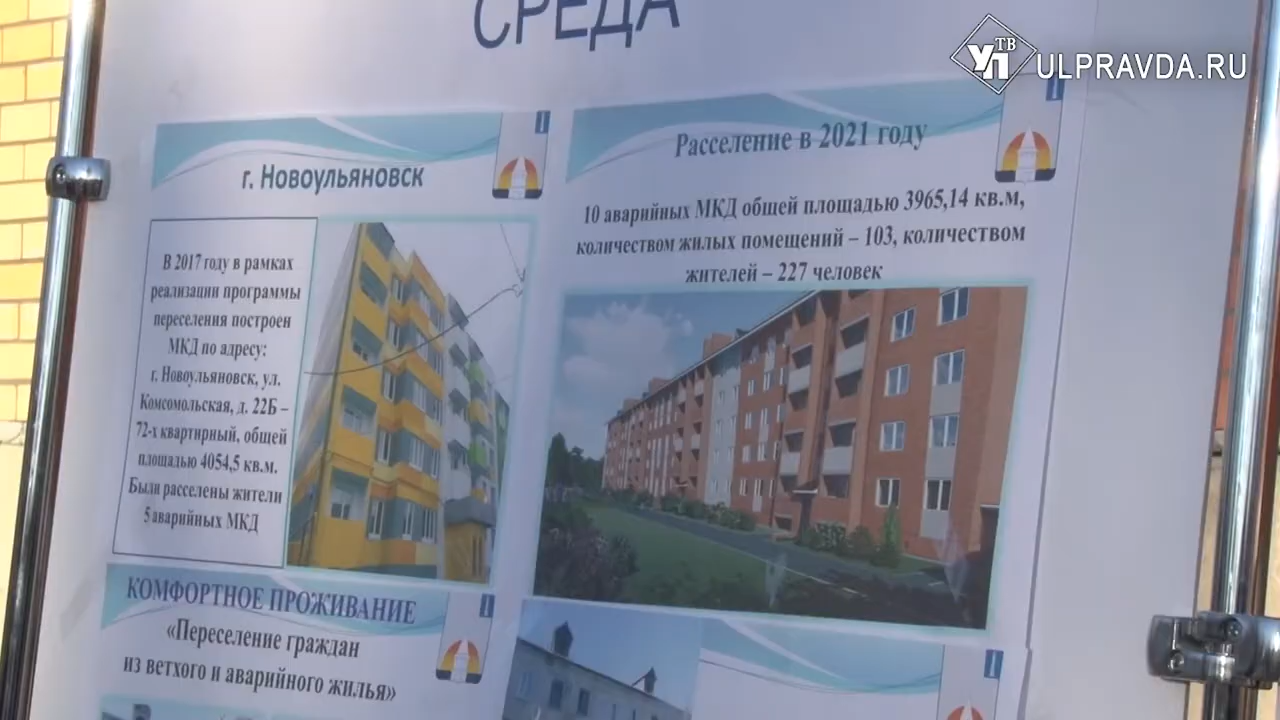 СРЕДА
УП ТВ
ULPRAVDA.RU
г. Новоульяновск
В 2017 году в рамках
реализации программы
переселения построен
МКД по адресу:
г. Новоульяновск, ул.
Комсомольская, д. 22Б –
72-х квартирный, общей
площадью 4054,5 кв.м.
Были расселены жители
5 аварийных МКД
Расселение в 2021 году
10 аварийных МКД общей площадью 3965,14 кв.м,
количеством жилых помещений – 103, количеством
жителей – 227 человек
КОМФОРТНОЕ ПРОЖИВАНИЕ
«Переселение граждан
из ветхого и аварийного жилья»